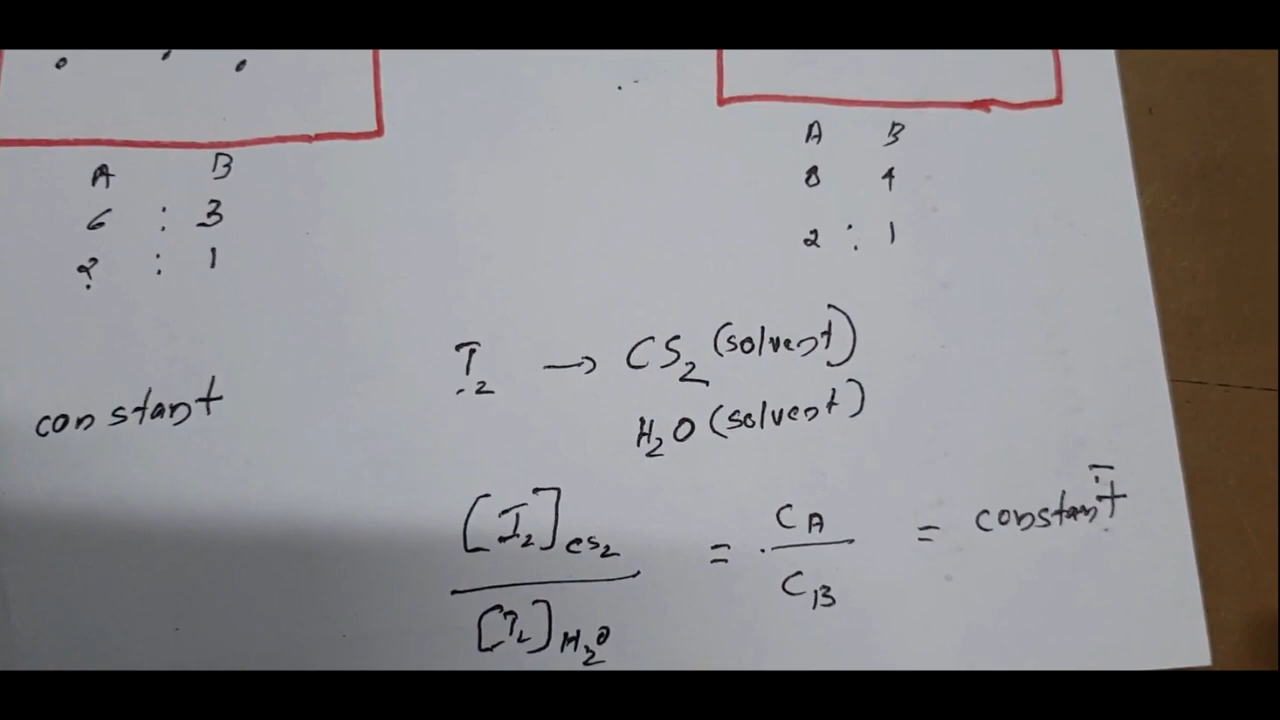 A B
6 : 3
2 : 1
A B
8 4
2 : 1
I2 → CS2 (solvent)
H2O (solvent)
constant
[I2]CS2 / [I2]H2O = CA / CB = constant